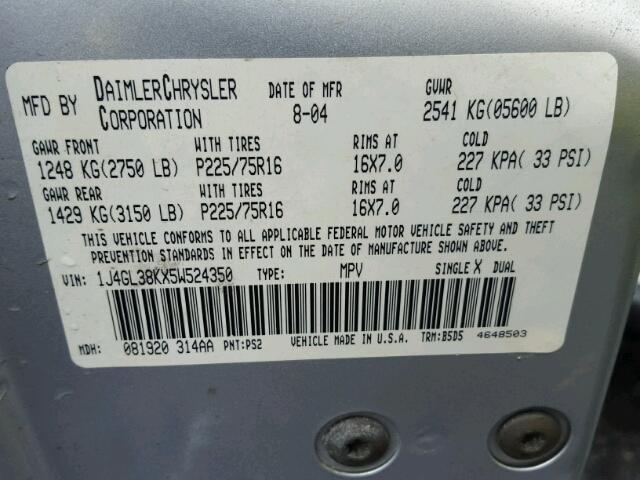 MFD BY DAIMLERCHRYSLER CORPORATION DATE OF MFR 8-04 GVWR 2541 KG(05600 LB)
GAWR FRONT WITH TIRES RIMS AT COLD
1248 KG(2750 LB) P225/75R16 16X7.0 227 KPA( 33 PSI)
GAWR REAR WITH TIRES RIMS AT COLD
1429 KG(3150 LB) P225/75R16 16X7.0 227 KPA( 33 PSI)
THIS VEHICLE CONFORMS TO ALL APPLICABLE FEDERAL MOTOR VEHICLE SAFETY AND THEFT
PREVENTION STANDARDS IN EFFECT ON THE DATE OF MANUFACTURE SHOWN ABOVE.
VIN: 1J4GL38KX5W524350 TYPE: MPV SINGLE X DUAL
MDH: 081920 314AA PNT:PS2 VEHICLE MADE IN U.S.A. TRM:B5D5 4648503